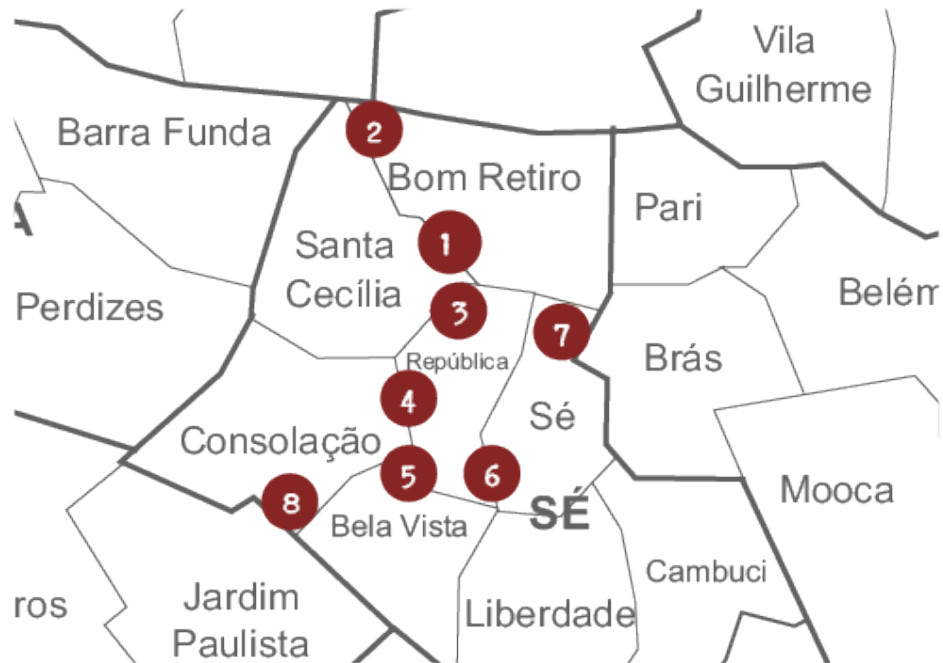 Vila
Guilherme
Barra Funda
2
Bom Retiro
Pari
A
1
Santa
Cecília
Perdizes
3
7
Belém
República
Brás
4
Sé
Consolação
5
6
8
Bela Vista
SÉ
Mooca
Cambuci
ros
Jardim
Paulista
Liberdade